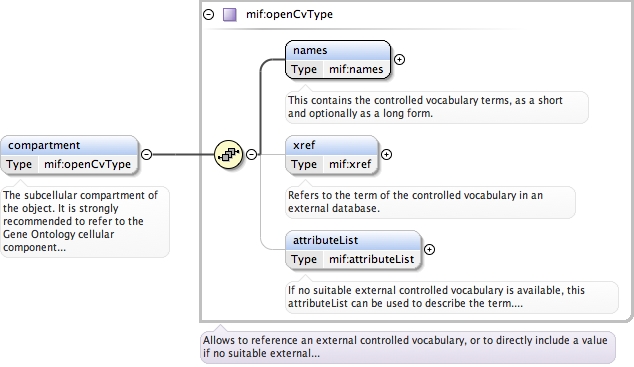 mif:openCvType
names
Type mif:names
This contains the controlled vocabulary terms, as a short
and optionally as a long form.
compartment
Type mif:openCvType
The subcellular compartment of
the object. It is strongly
recommended to refer to the
Gene Ontology cellular
component...
xref
Type mif:xref
Refers to the term of the controlled vocabulary in an
external database.
attributeList
Type mif:attributeList
If no suitable external controlled vocabulary is available, this
attributeList can be used to describe the term....
Allows to reference an external controlled vocabulary, or to directly include a value
if no suitable external...